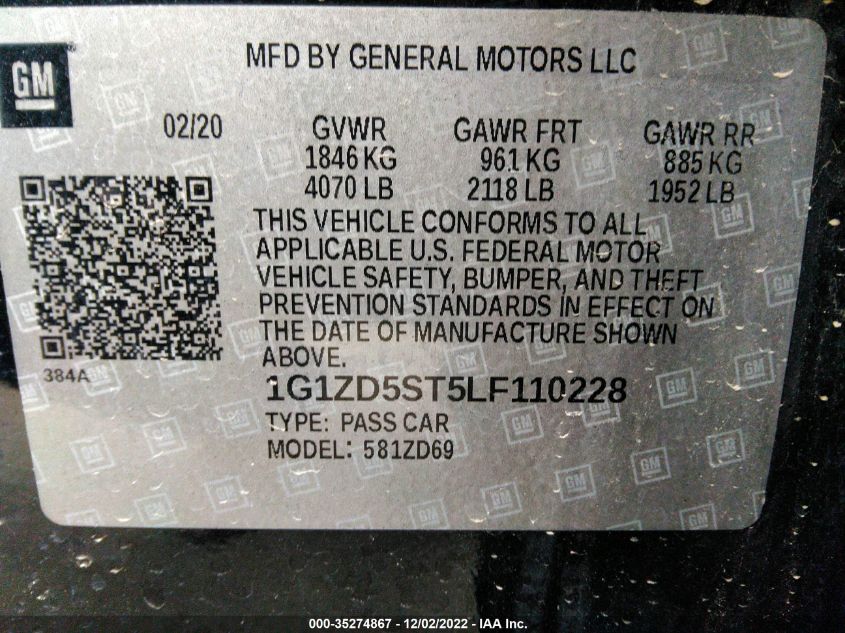 GM
MFD BY GENERAL MOTORS LLC
02/20 GVWR GAWR FRT GAWR RR
1846 KG 961 KG 885 KG
4070 LB 2118 LB 1952 LB
THIS VEHICLE CONFORMS TO ALL
APPLICABLE U.S. FEDERAL MOTOR
VEHICLE SAFETY, BUMPER, AND THEFT
PREVENTION STANDARDS IN EFFECT ON
THE DATE OF MANUFACTURE SHOWN
ABOVE.
384A
1G1ZD5ST5LF110228
TYPE: PASS CAR
MODEL: 581ZD69
000-35274867 - 12/02/2022 - IAA Inc.